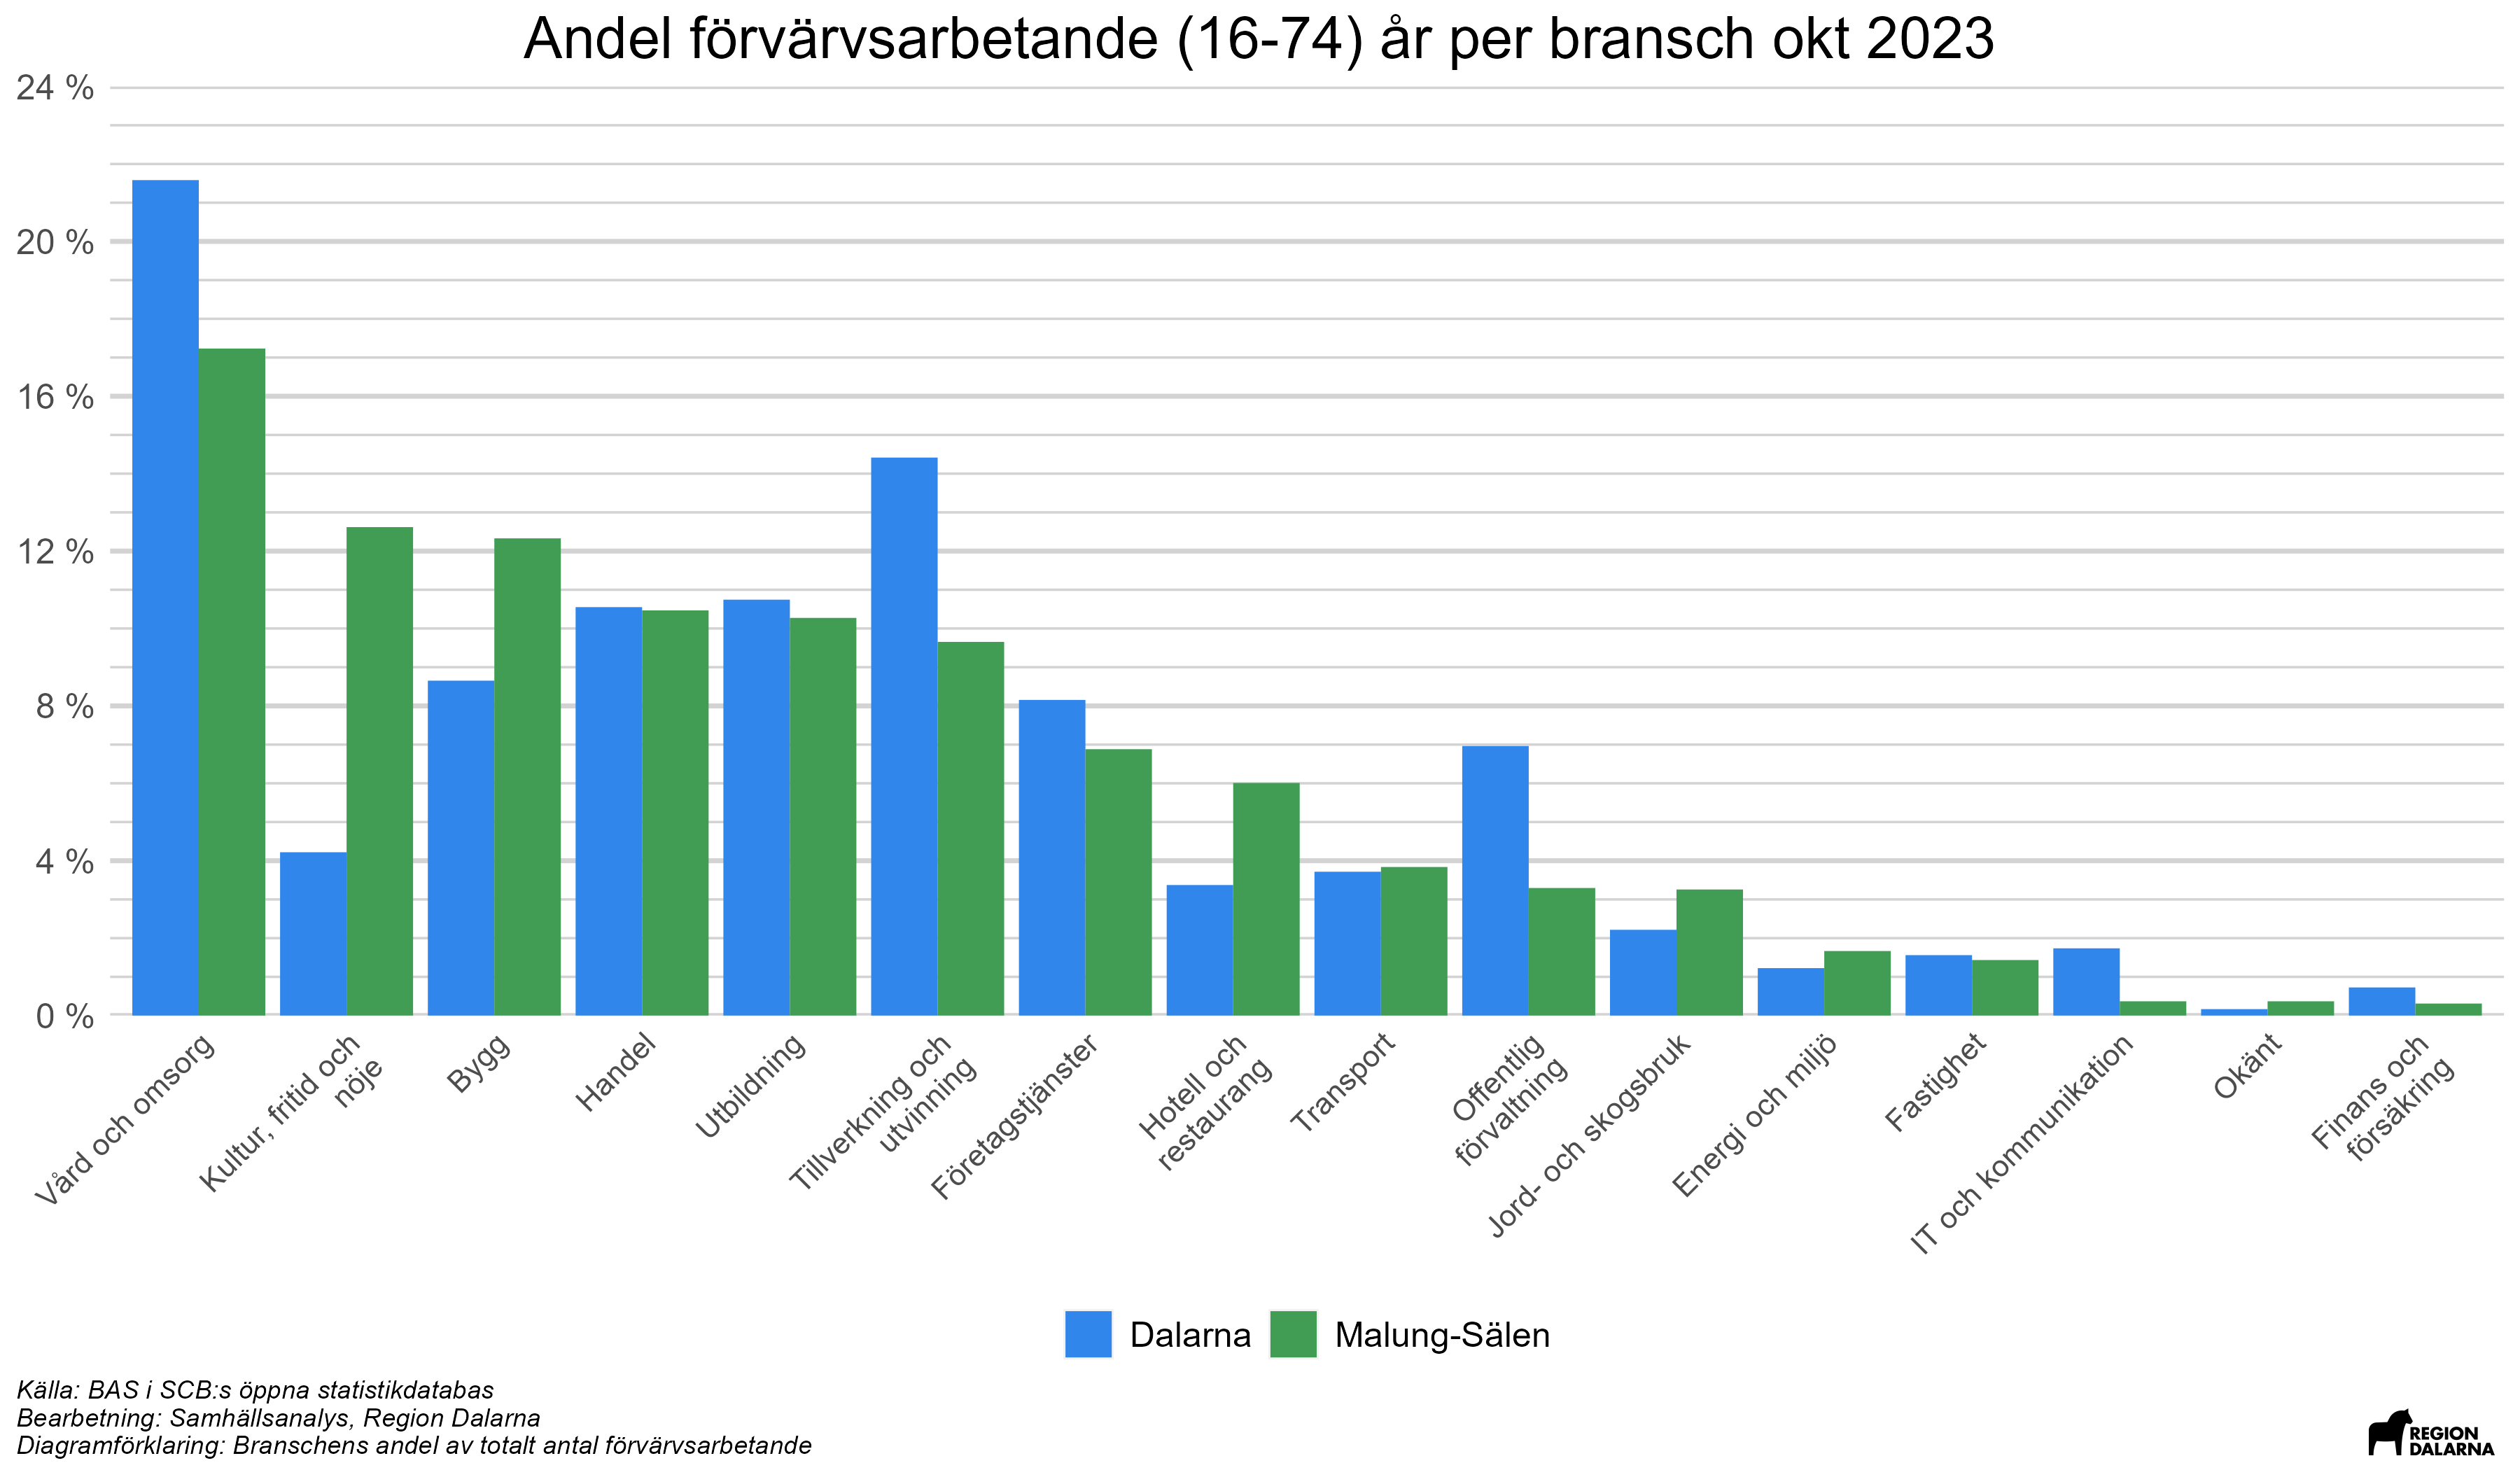 Andel förvärvsarbetande (16-74) år per bransch okt 2023
24 %
20 %
16 %
12 %
8 %
4 %
0 %
Vård och omsorg
Kultur, fritid och
nöje
Bygg
Handel
Utbildning
Tillverkning och
utvinning
Företagstjänster
Hotell och
restaurang
Transport
Offentlig
förvaltning
Jord- och skogsbruk
Energi och miljö
Fastighet
IT och kommunikation
Okänt
Finans och
försäkring
Dalarna
Malung-Sälen
Källa: BAS i SCB:s öppna statistikdatabas
Bearbetning: Samhällsanalys, Region Dalarna
Diagramförklaring: Branschens andel av totalt antal förvärvsarbetande
REGION
DALARNA